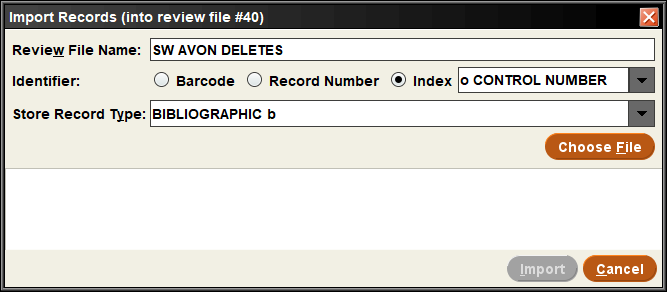 Import Records (into review file #40)
Review File Name: SW AVON DELETES
Identifier: Barcode Record Number Index o CONTROL NUMBER
Store Record Type: BIBLIOGRAPHIC b
Choose File
Import Cancel